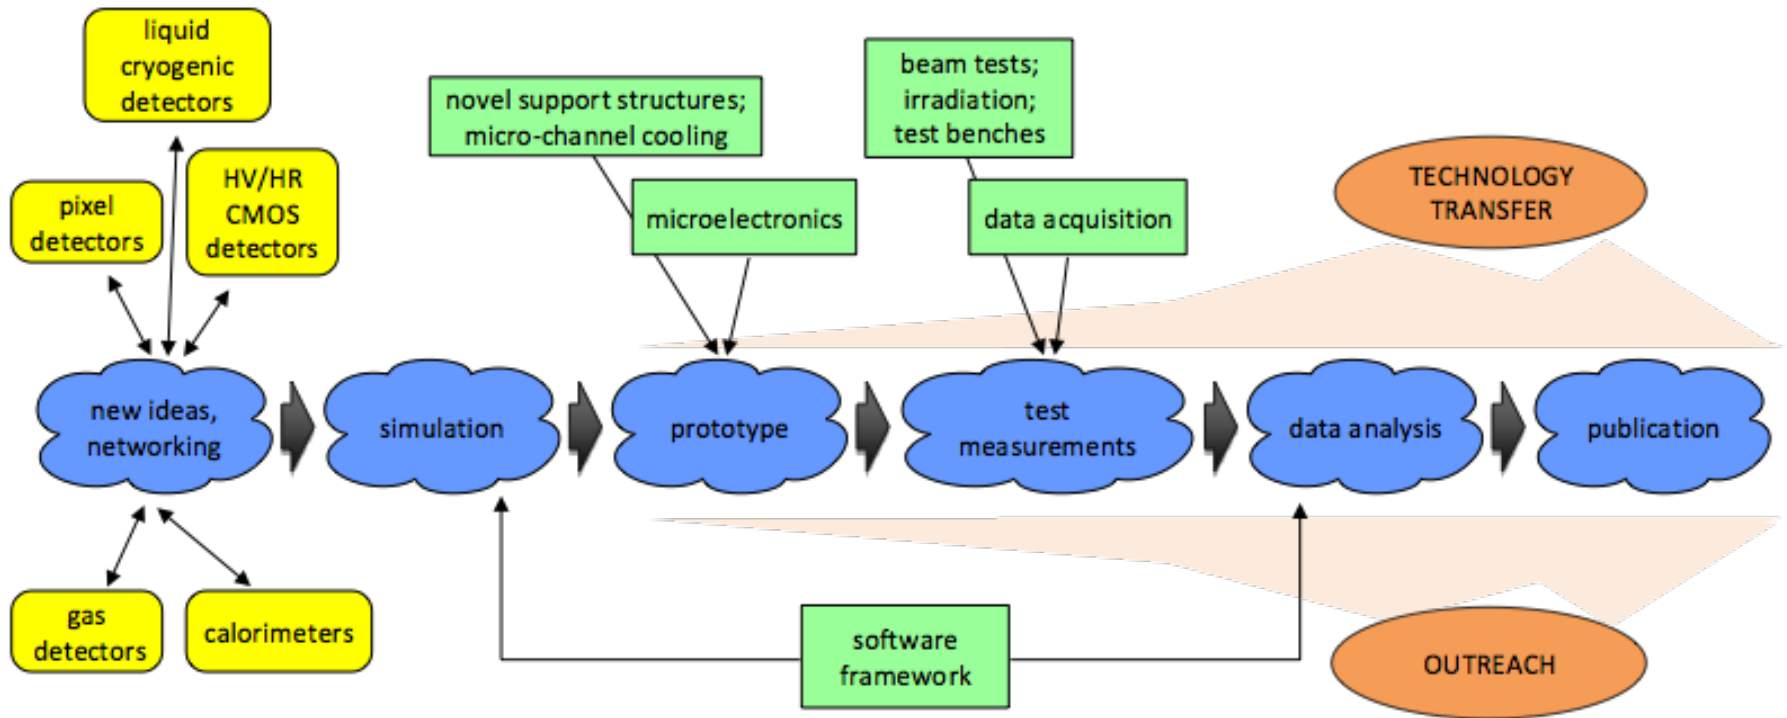 liquid
cryogenic
detectors
novel support structures;
micro-channel cooling
beam tests;
irradiation;
test benches
pixel
detectors
HV/HR
CMOS
detectors
microelectronics
data acquisition
TECHNOLOGY
TRANSFER
new ideas,
networking
simulation
prototype
test
measurements
data analysis
publication
gas
detectors
calorimeters
software
framework
OUTREACH